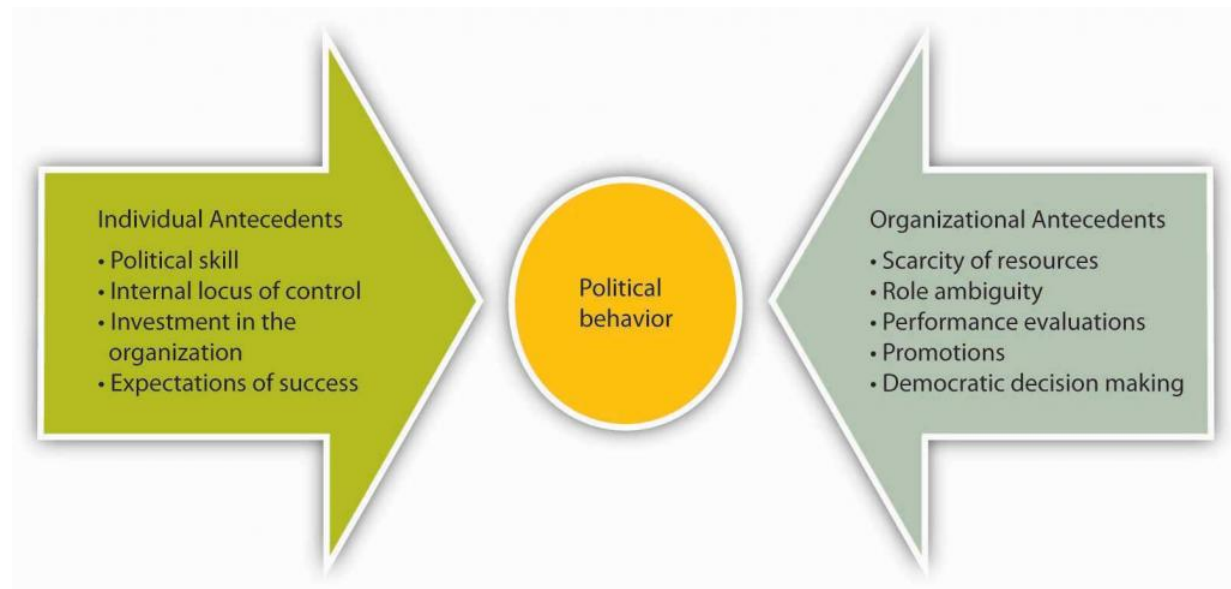 Individual Antecedents
• Political skill
• Internal locus of control
• Investment in the
organization
• Expectations of success
Political
behavior
Organizational Antecedents
• Scarcity of resources
• Role ambiguity
• Performance evaluations
• Promotions
• Democratic decision making